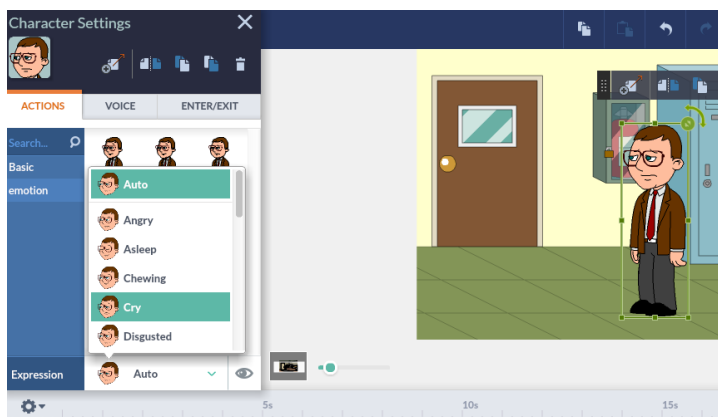 Character Settings
ACTIONS VOICE ENTER/EXIT
Search...
Basic
emotion
Auto
Angry
Asleep
Chewing
Cry
Disgusted
Expression Auto
5s 10s 15s